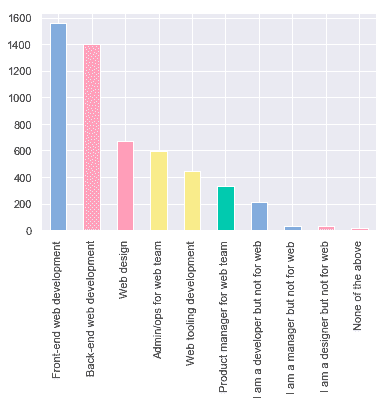 1600
1400
1200
1000
800
600
400
200
0
Front-end web development
Back-end web development
Web design
Admin/ops for web team
Web tooling development
Product manager for web team
I am a developer but not for web
I am a manager but not for web
I am a designer but not for web
None of the above